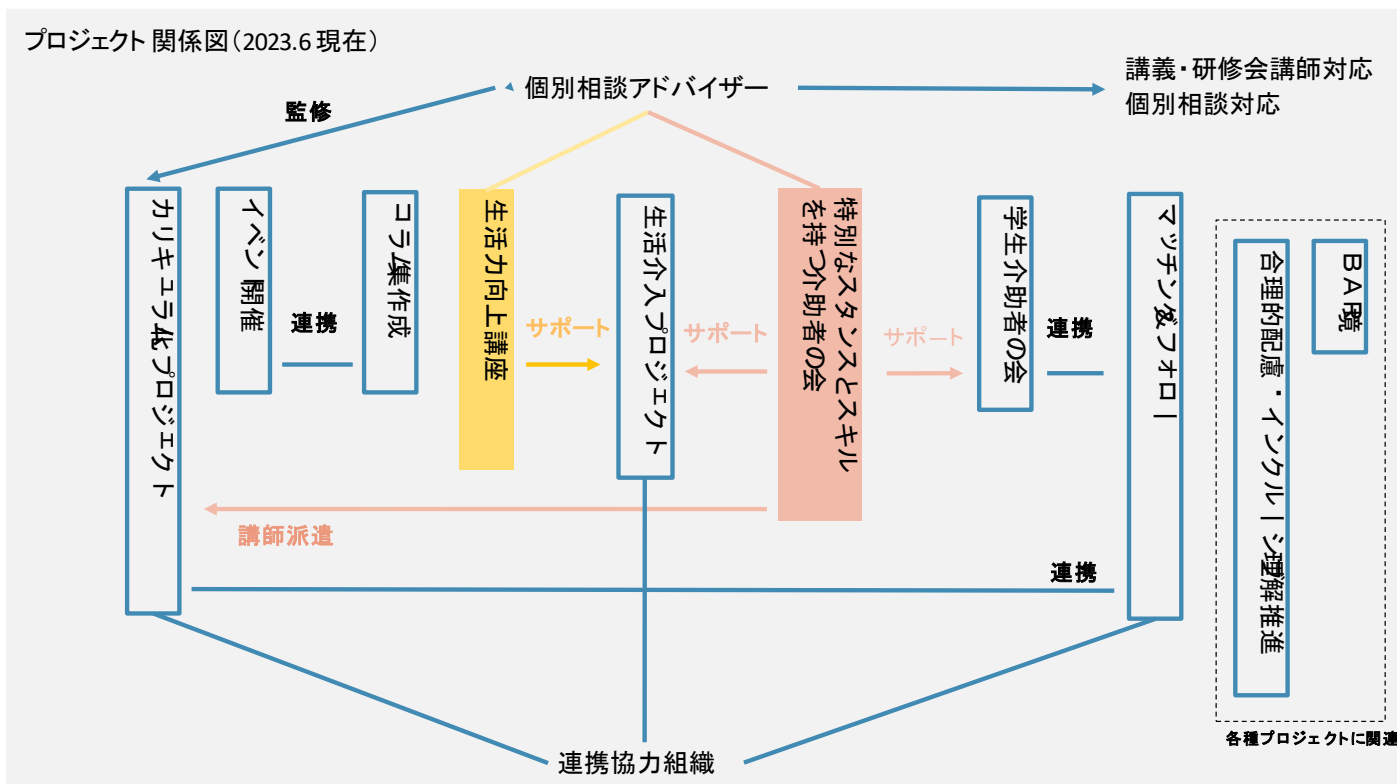 プロジェクト 関係図（2023.6 現在）
個別相談アドバイザー
講義・研修会講師対応
個別相談対応
監修
カリキュラム化プロジェクト
イベント開催
連携
コラム集作成
生活力向上講座
サポート
生活介入プロジェクト
サポート
特別なスタンスとスキル
を持つ介助者の会
サポート
学生介助者の会
連携
マッチング&フォロー
合理的配慮・インクルーシブ理解推進
講師派遣
連携
各種プロジェクトに関連
連携協力組織